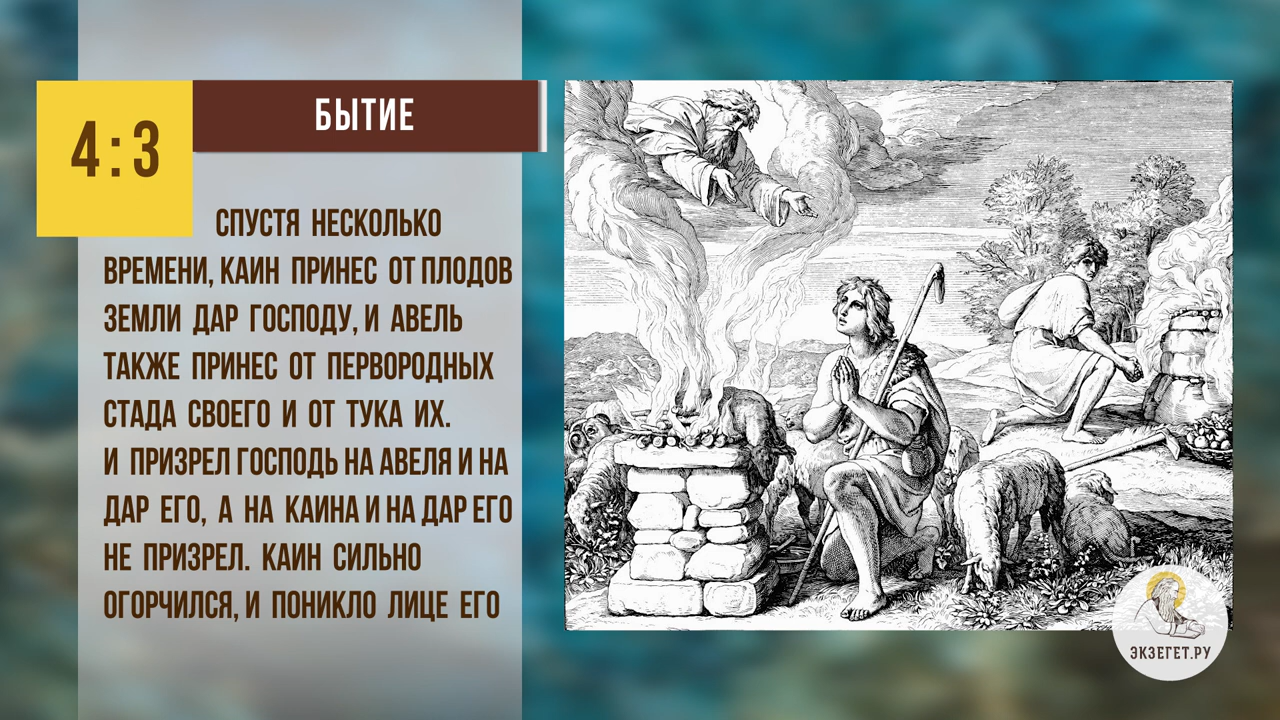 4:3
БЫТИЕ
СПУСТЯ НЕСКОЛЬКО
ВРЕМЕНИ, КАИН ПРИНЕС ОТ ПЛОДОВ
ЗЕМЛИ ДАР ГОСПОДУ, И АВЕЛЬ
ТАКЖЕ ПРИНЕС ОТ ПЕРВОРОДНЫХ
СТАДА СВОЕГО И ОТ ТУКА ИХ.
И ПРИЗРЕЛ ГОСПОДЬ НА АВЕЛЯ И НА
ДАР ЕГО, А НА КАИНА И НА ДАР ЕГО
НЕ ПРИЗРЕЛ. КАИН СИЛЬНО
ОГОРЧИЛСЯ, И ПОНИКЛО ЛИЦЕ ЕГО
ЭКЗЕГЕТ.РУ